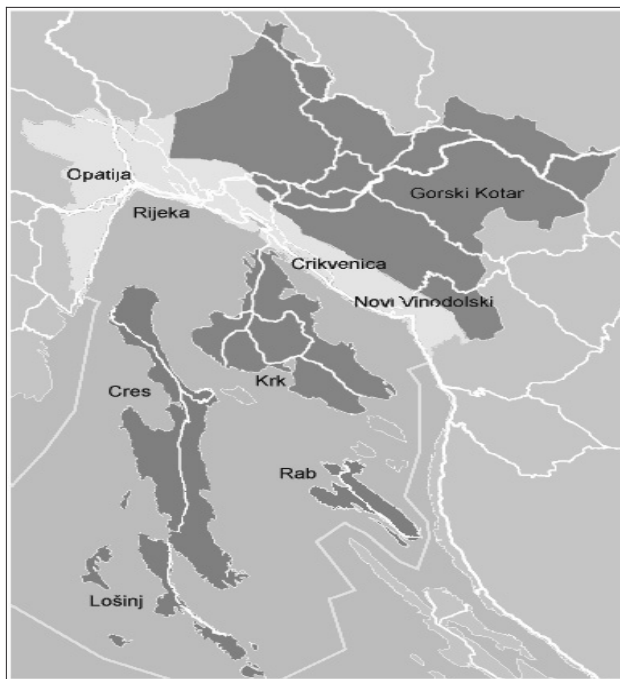 Opatija
Rijeka
Gorski Kotar
Crikvenica
Novi Vinodolski
Krk
Cres
Rab
Lošinj